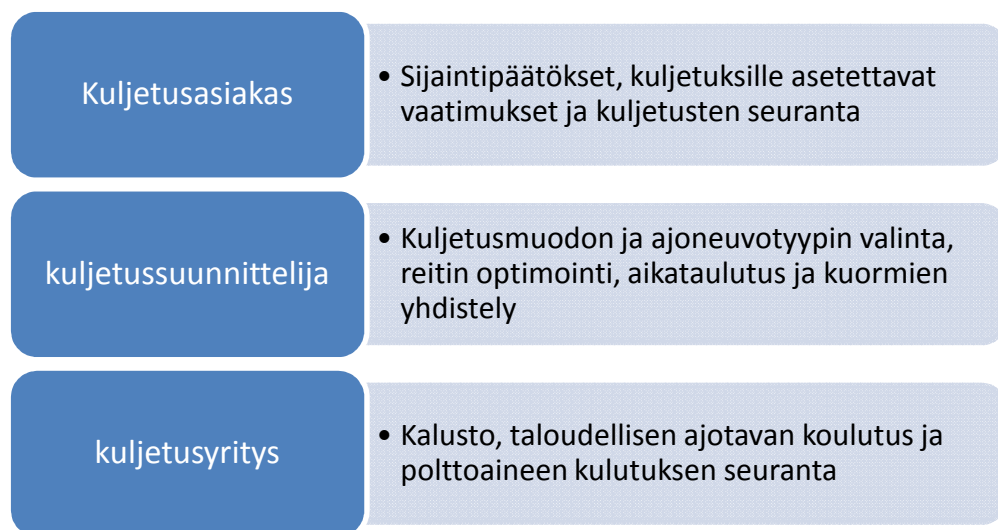 Kuljetusasiakas
• Sijaintipäätökset, kuljetuksille asetettavat
vaatimukset ja kuljetusten seuranta
kuljetussuunnittelija
• Kuljetusmuodon ja ajoneuvotyypin valinta,
reitin optimointi, aikataulutus ja kuormien
yhdistely
kuljetusyritys
• Kalusto, taloudellisen ajotavan koulutus ja
polttoaineen kulutuksen seuranta